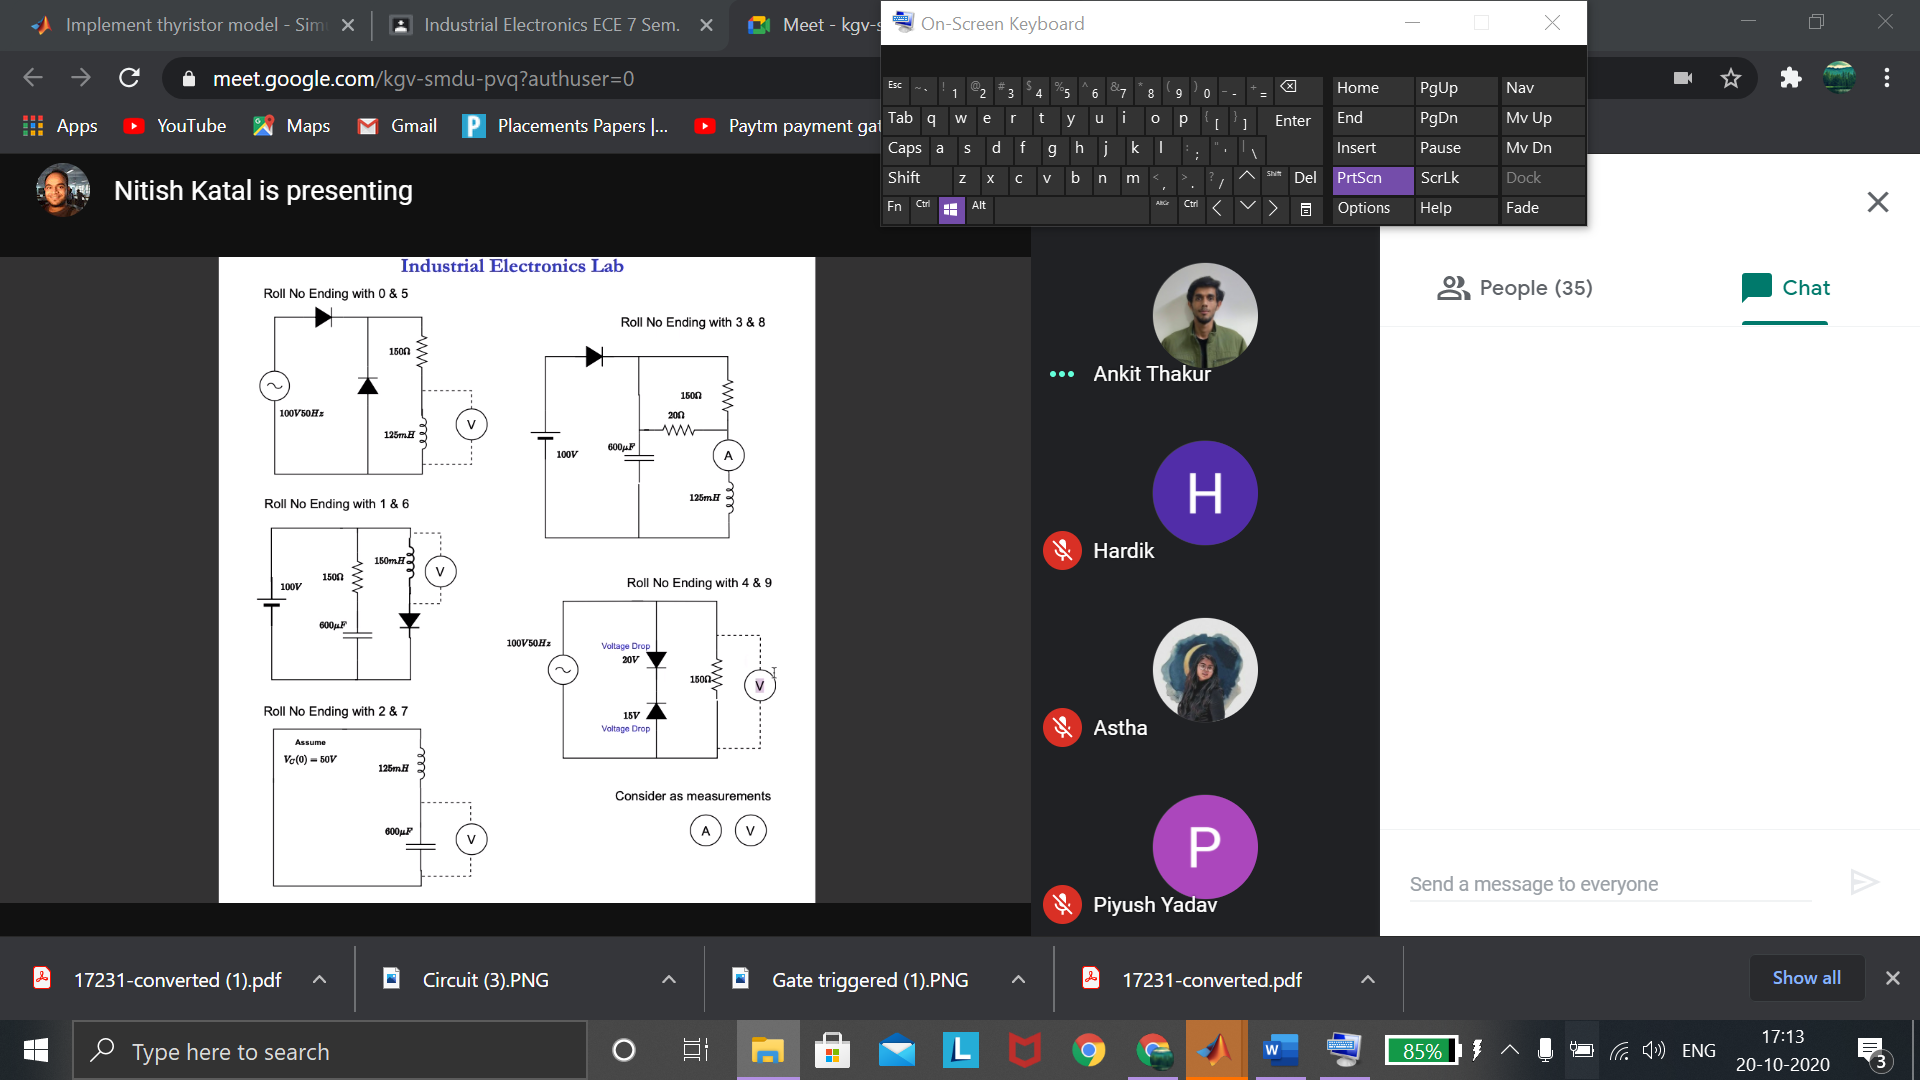 Implement thyristor model - Sim
Industrial Electronics ECE 7 Sem.
Meet - kgv-s
On-Screen Keyboard
meet.google.com/kgv-smdu-pvq?authuser=0
Apps
YouTube
Maps
Gmail
Placements Papers |...
Paytm payment gat
Esc ~ ` ! 1 @ 2 # 3 $ 4 % 5 ^ 6 & 7 * 8 ( 9 ) 0 _ - + =
Home PgUp Nav
Tab q w e r t y u i o p { [ } ] Enter
End PgDn Mv Up
Caps a s d f g h j k l : ; " ' | \
Insert Pause Mv Dn
Shift z x c v b n m < , > . ? / Shift Del
PrtScn ScrLk Dock
Fn Ctrl Alt AltGr Ctrl
Options Help Fade
Nitish Katal is presenting
Industrial Electronics Lab
Roll No Ending with 0 & 5
150Ω
100V50Hz
125mH
V
Roll No Ending with 3 & 8
150Ω
20Ω
600μF
100V
A
125mH
Roll No Ending with 1 & 6
150mH
150Ω
100V
V
600μF
Roll No Ending with 4 & 9
100V50Hz
Voltage Drop
20V
150Ω
V
15V
Voltage Drop
Roll No Ending with 2 & 7
Assume
VC(0) = 50V
125mH
600μF
V
Consider as measurements
A V
Ankit Thakur
H
Hardik
Astha
P
Piyush Yadav
People (35)
Chat
Send a message to everyone
17231-converted (1).pdf
Circuit (3).PNG
Gate triggered (1).PNG
17231-converted.pdf
Show all
Type here to search
85%
ENG
17:13
20-10-2020
3